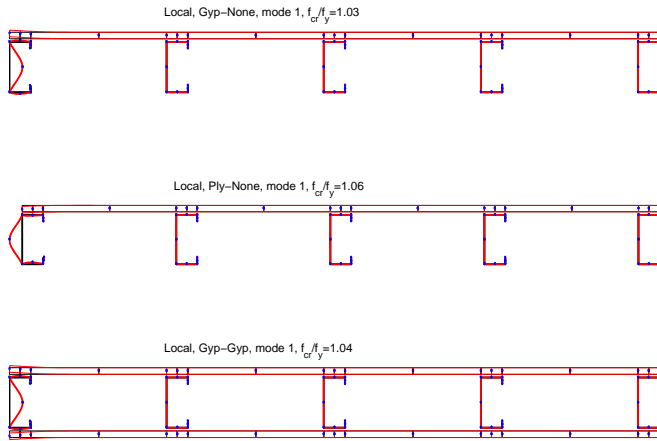 Local, Gyp−None, mode 1, f_cr/f_y=1.03
Local, Ply−None, mode 1, f_cr/f_y=1.06
Local, Gyp−Gyp, mode 1, f_cr/f_y=1.04